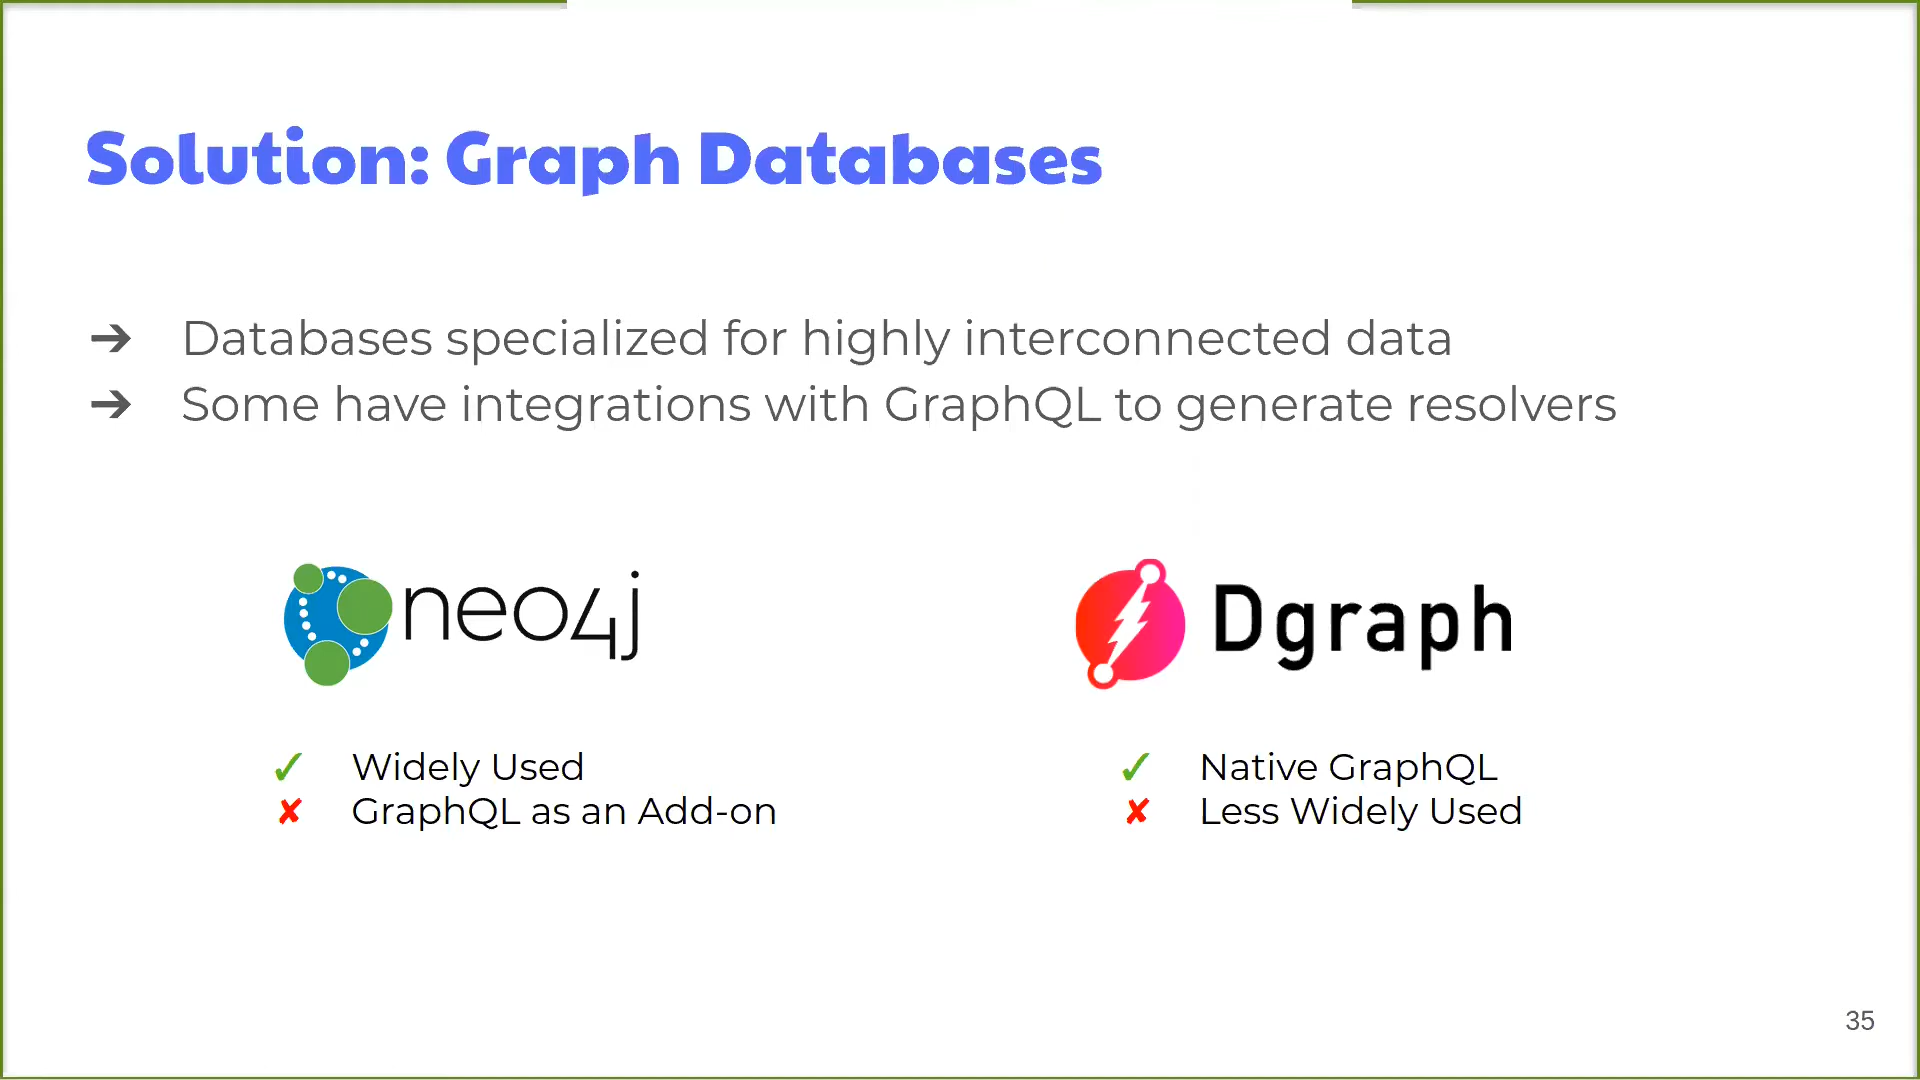 Solution: Graph Databases
➔ Databases specialized for highly interconnected data
➔ Some have integrations with GraphQL to generate resolvers
neo4j
Dgraph
✓ Widely Used
✘ GraphQL as an Add-on
✓ Native GraphQL
✘ Less Widely Used
35